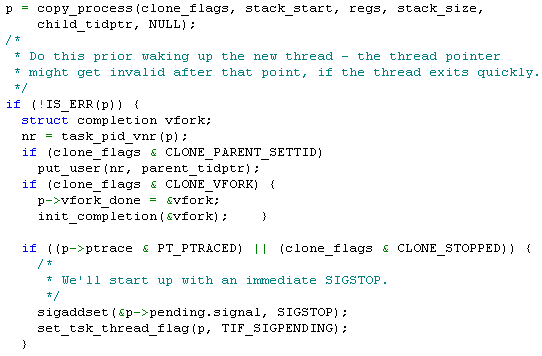 p = copy_process(clone_flags, stack_start, regs, stack_size,
child_tidptr, NULL);
/*
* Do this prior waking up the new thread - the thread pointer
* might get invalid after that point, if the thread exits quickly.
*/
if (!IS_ERR(p)) {
struct completion vfork;
nr = task_pid_vnr(p);
if (clone_flags & CLONE_PARENT_SETTID)
put_user(nr, parent_tidptr);
if (clone_flags & CLONE_VFORK) {
p->vfork_done = &vfork;
init_completion(&vfork); }
if ((p->ptrace & PT_PTRACED) || (clone_flags & CLONE_STOPPED)) {
/*
* We'll start up with an immediate SIGSTOP.
*/
sigaddset(&p->pending.signal, SIGSTOP);
set_tsk_thread_flag(p, TIF_SIGPENDING);
}